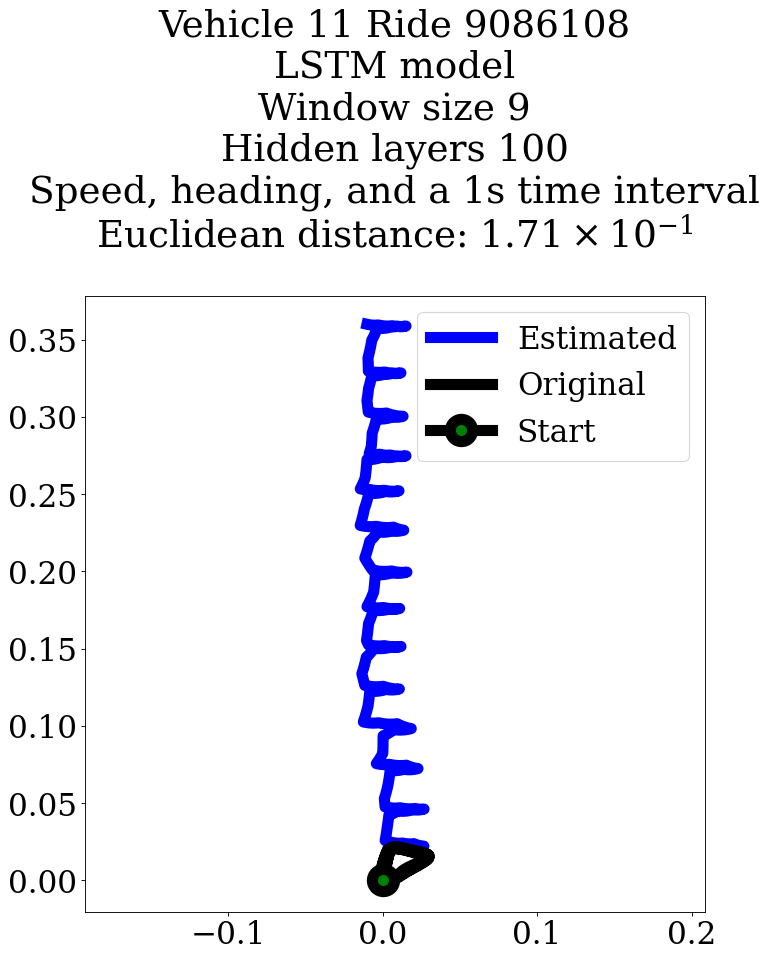 Vehicle 11 Ride 9086108
LSTM model
Window size 9
Hidden layers 100
Speed, heading, and a 1s time interval
Euclidean distance: 1.71 × 10⁻¹
0.35
0.30
0.25
0.20
0.15
0.10
0.05
0.00
Estimated
Original
Start
−0.1
0.0
0.1
0.2